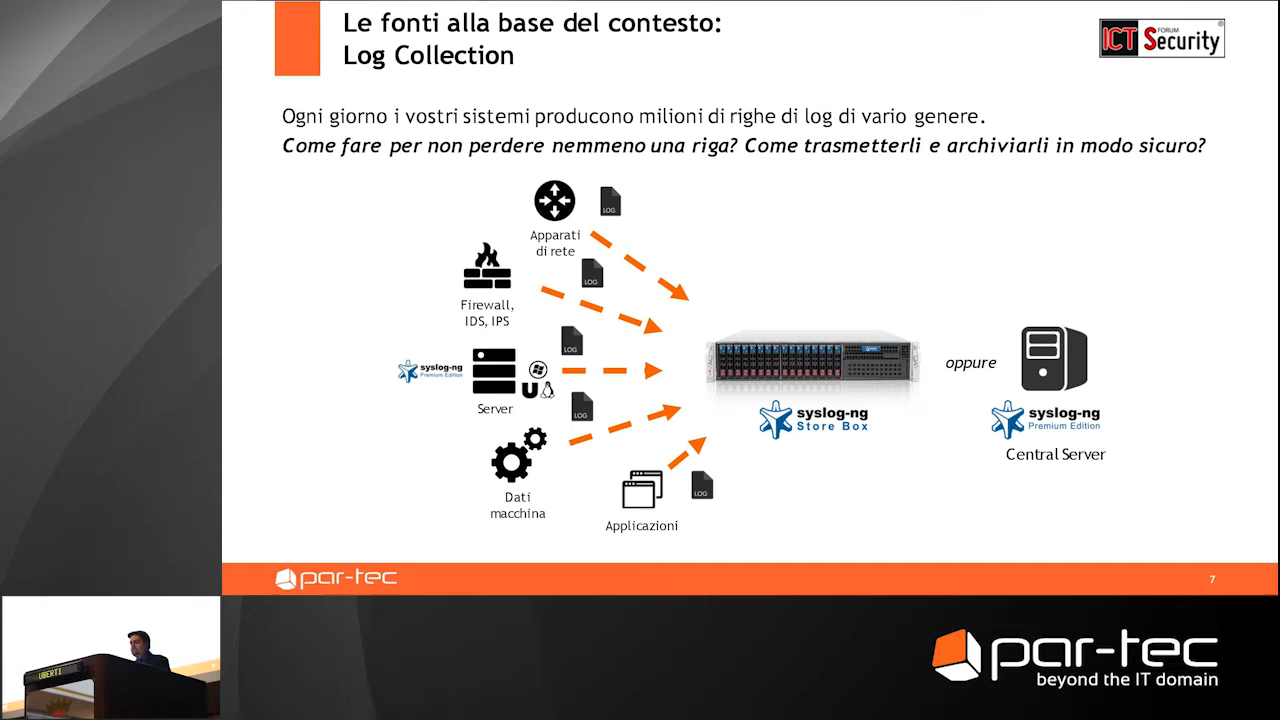 Le fonti alla base del contesto:
Log Collection
ICT FORUM Security
Ogni giorno i vostri sistemi producono milioni di righe di log di vario genere.
Come fare per non perdere nemmeno una riga? Come trasmetterli e archiviarli in modo sicuro?
LOG
Apparati
di rete
LOG
Firewall,
IDS, IPS
LOG
syslog-ng
Premium Edition
Server
LOG
oppure
syslog-ng
Store Box
syslog-ng
Premium Edition
Central Server
Dati
macchina
LOG
Applicazioni
par-tec
7
UBERTI
par-tec
beyond the IT domain